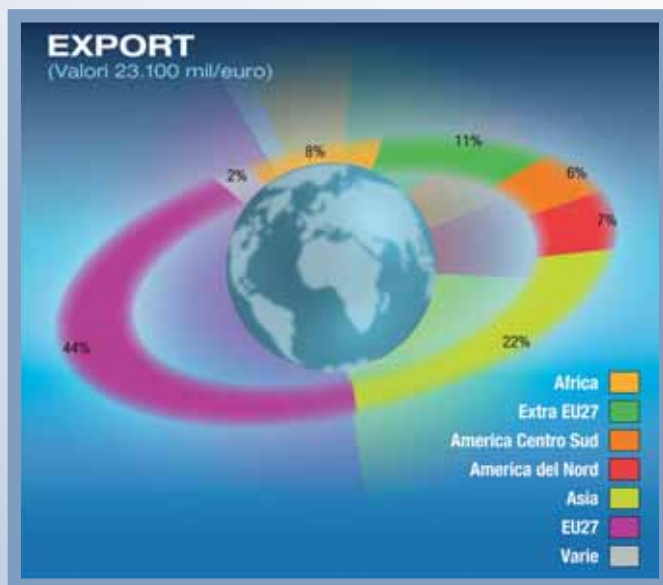 EXPORT
(Valori 23.100 mil/euro)
8%
11%
2%
6%
7%
44%
22%
Africa
Extra EU27
America Centro Sud
America del Nord
Asia
EU27
Varie